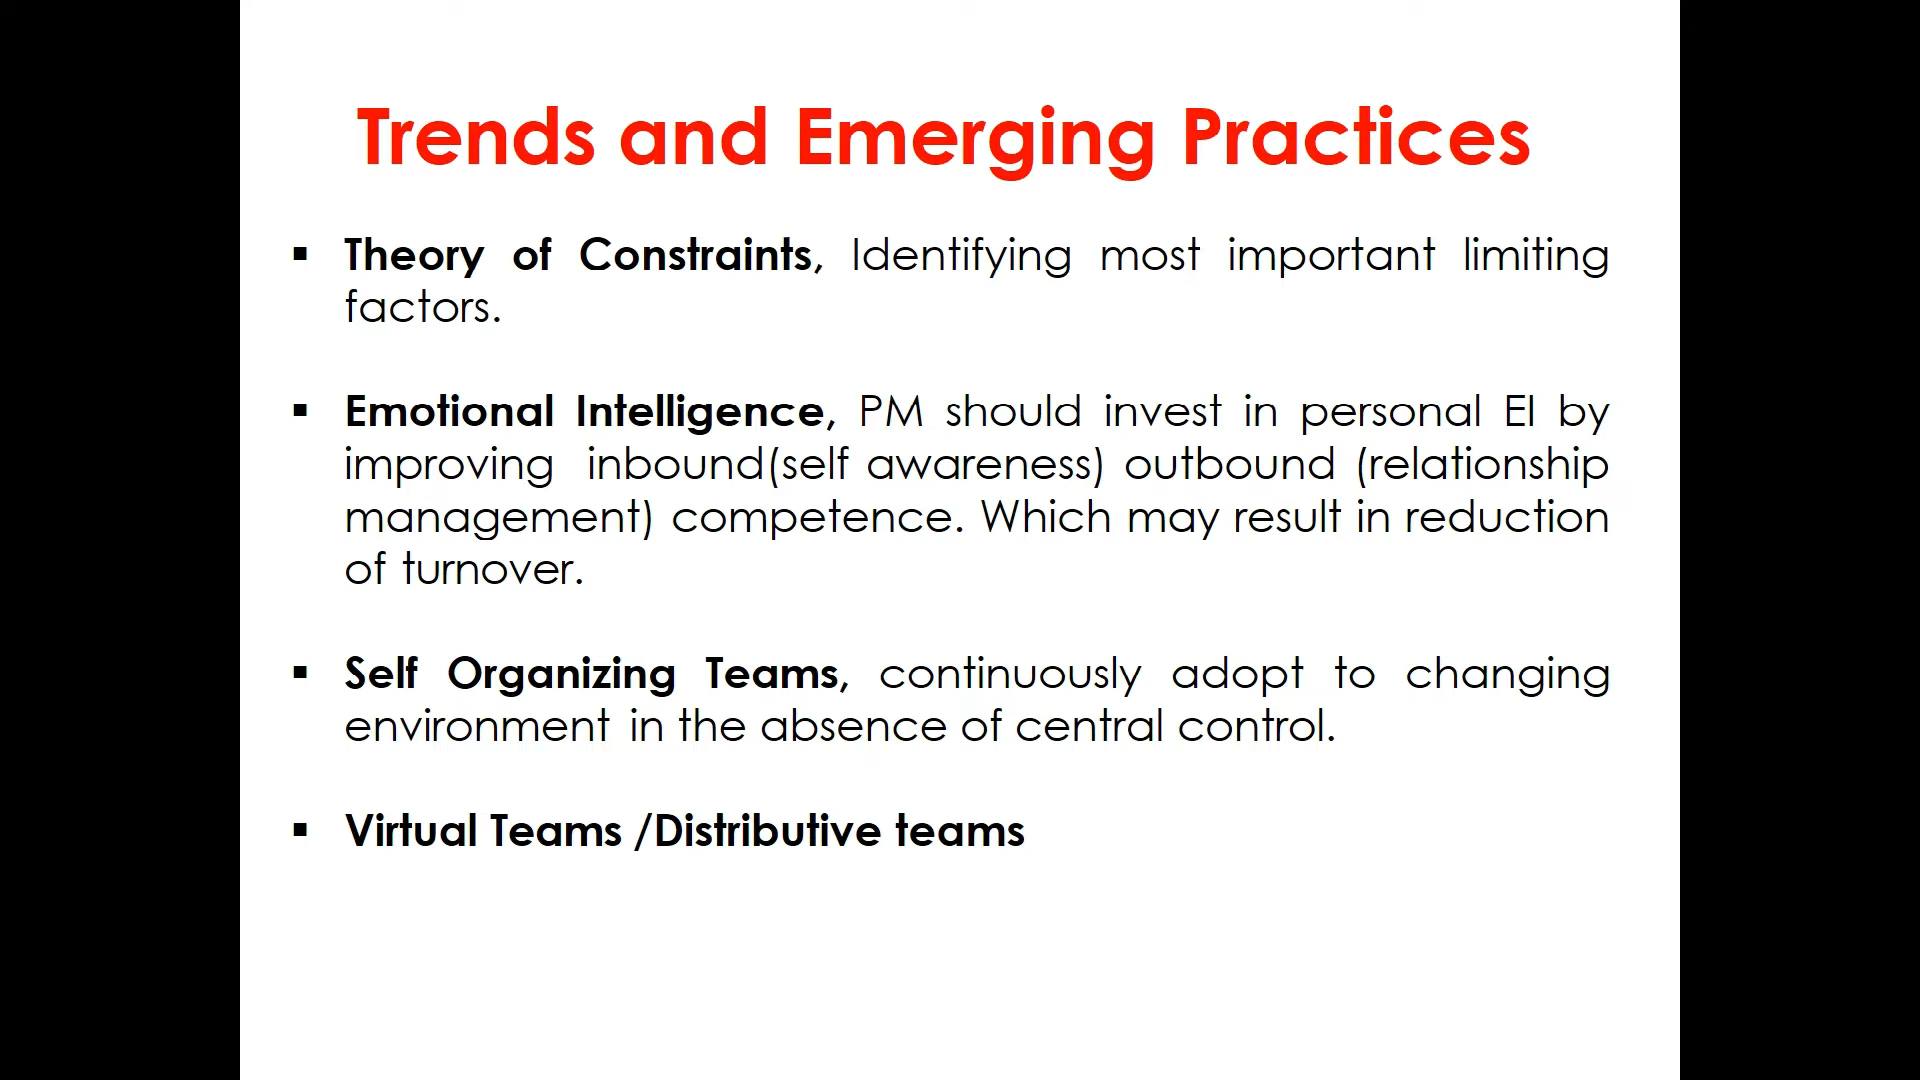 Trends and Emerging Practices
▪ Theory of Constraints, Identifying most important limiting
factors.
▪ Emotional Intelligence, PM should invest in personal EI by
improving inbound(self awareness) outbound (relationship
management) competence. Which may result in reduction
of turnover.
▪ Self Organizing Teams, continuously adopt to changing
environment in the absence of central control.
▪ Virtual Teams /Distributive teams